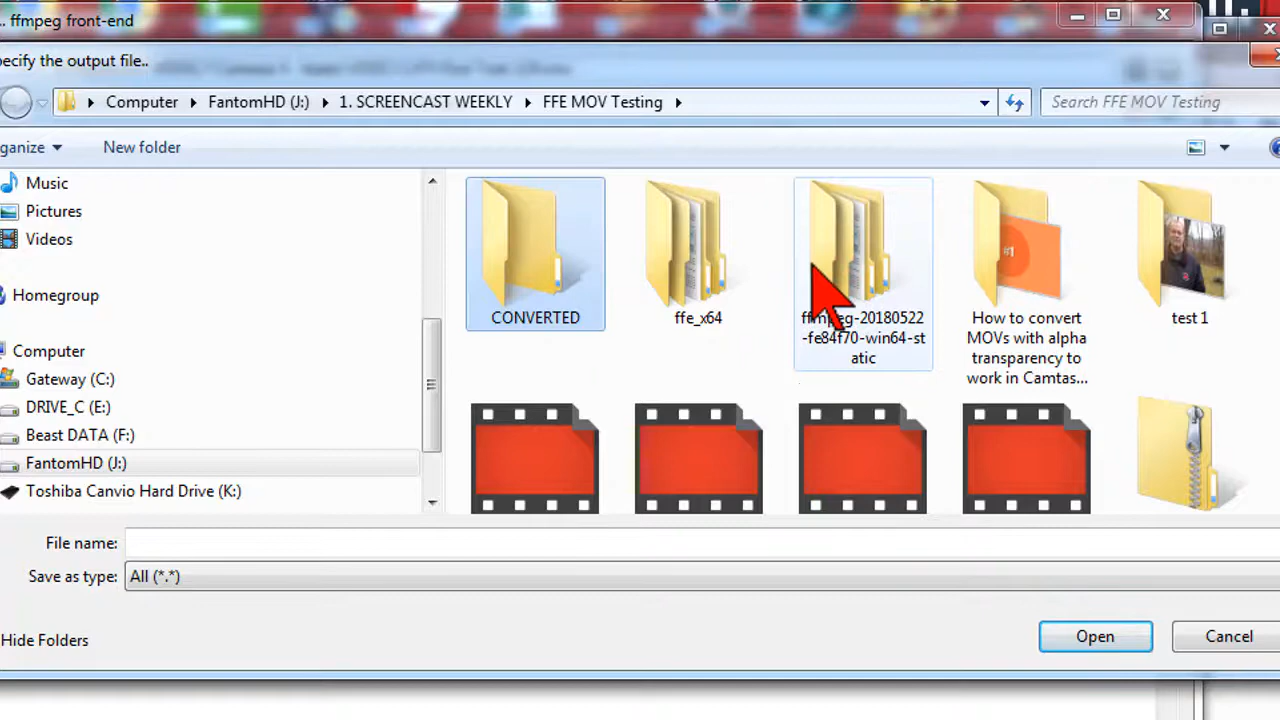 .. ffmpeg front-end
pecify the output file..
Computer FantomHD (J:) 1. SCREENCAST WEEKLY FFE MOV Testing
Search FFE MOV Testing
ganize New folder
Music
Pictures
Videos
Homegroup
Computer
Gateway (C:)
DRIVE_C (E:)
Beast DATA (F:)
FantomHD (J:)
Toshiba Canvio Hard Drive (K:)
CONVERTED
ffe_x64
ffmpeg-20180522
-fe84f70-win64-st
atic
#1
How to convert
MOVs with alpha
transparency to
work in Camtas...
test 1
File name:
Save as type: All (*.*)
Hide Folders
Open
Cancel